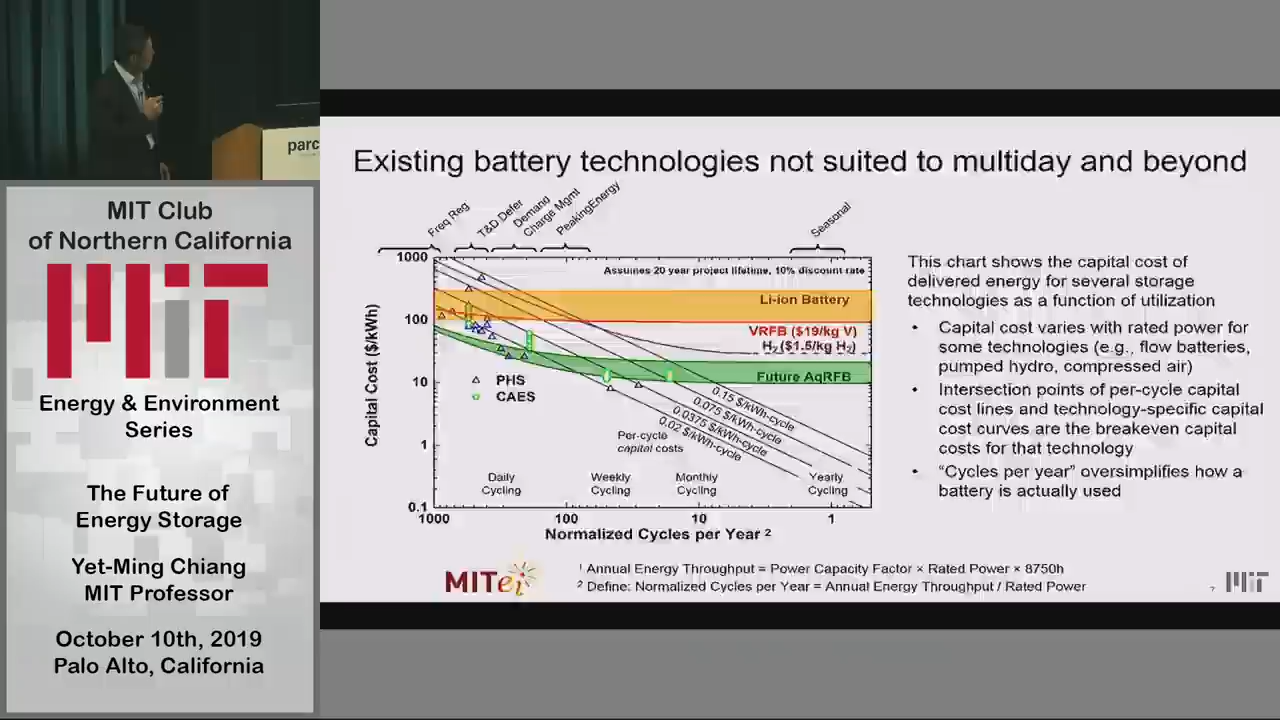 parc
MIT Club
of Northern California
MIT
Energy & Environment
Series
The Future of
Energy Storage
Yet-Ming Chiang
MIT Professor
October 10th, 2019
Palo Alto, California
Existing battery technologies not suited to multiday and beyond
Freq Reg
T&D Defer
Demand
Charge Mgmt
PeakingEnergy
Seasonal
Capital Cost ($/kWh)
1000
100
10
1
0.1
Assumes 20 year project lifetime, 10% discount rate
Li-ion Battery
VRFB ($19/kg V)
H₂ ($1.5/kg H₂)
Future AqRFB
PHS
CAES
0.15 $/kWh-cycle
0.075 $/kWh-cycle
0.0375 $/kWh-cycle
0.02 $/kWh-cycle
Per-cycle
capital costs
Daily
Cycling
Weekly
Cycling
Monthly
Cycling
Yearly
Cycling
1000 100 10 1
Normalized Cycles per Year ²
This chart shows the capital cost of
delivered energy for several storage
technologies as a function of utilization
• Capital cost varies with rated power for
some technologies (e.g., flow batteries,
pumped hydro, compressed air)
• Intersection points of per-cycle capital
cost lines and technology-specific capital
cost curves are the breakeven capital
costs for that technology
• “Cycles per year” oversimplifies how a
battery is actually used
MITei
¹ Annual Energy Throughput = Power Capacity Factor × Rated Power × 8750h
² Define: Normalized Cycles per Year = Annual Energy Throughput / Rated Power
MIT